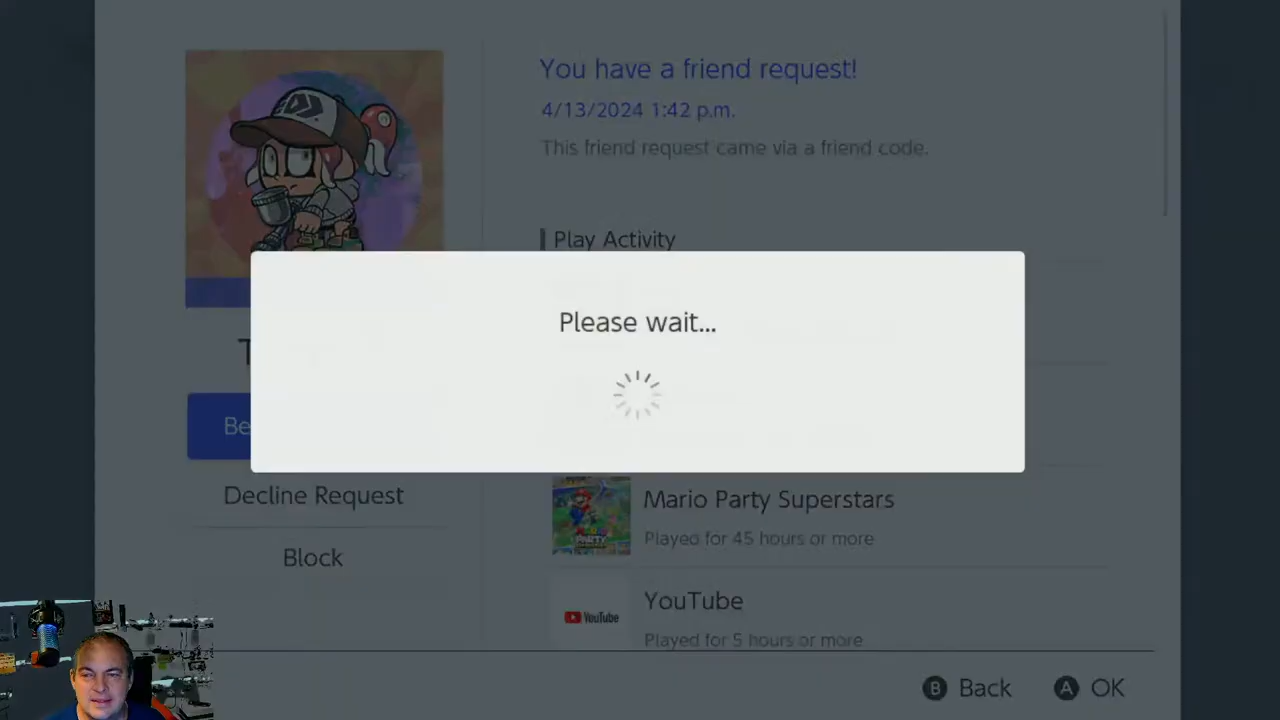 You have a friend request!
4/13/2024 1:42 p.m.
This friend request came via a friend code.
Play Activity
Please wait...
T
Be
Decline Request
Block
Mario Party Superstars
Played for 45 hours or more
PARTY
YouTube
YouTube
Played for 5 hours or more
B Back
A OK